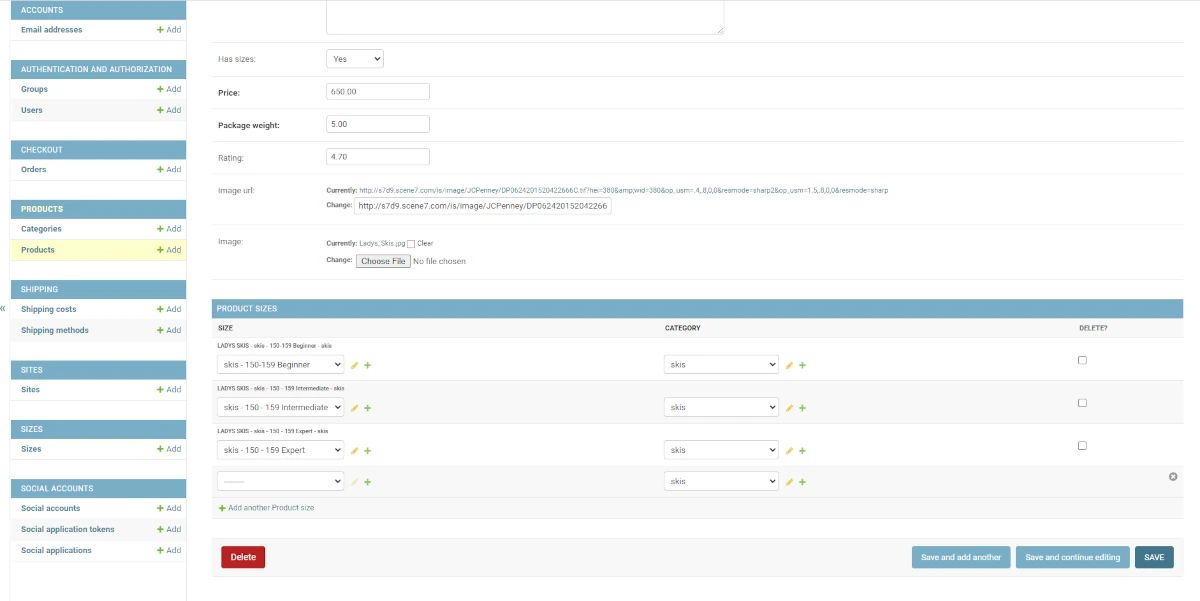 ACCOUNTS
Email addresses + Add
AUTHENTICATION AND AUTHORIZATION
Groups + Add
Users + Add
CHECKOUT
Orders + Add
PRODUCTS
Categories + Add
Products + Add
SHIPPING
Shipping costs + Add
Shipping methods + Add
SITES
Sites + Add
SIZES
Sizes + Add
SOCIAL ACCOUNTS
Social accounts + Add
Social application tokens + Add
Social applications + Add
«
Has sizes: Yes
Price: 650.00
Package weight: 5.00
Rating: 4.70
Image url: Currently: http://s7d9.scene7.com/is/image/JCPenney/DP0624201520422666C.tif?hei=380&amp;wid=380&op_usm=.4,.8,0,0&resmode=sharp2&op_usm=1.5,.8,0,0&resmode=sharp
Change: http://s7d9.scene7.com/is/image/JCPenney/DP062420152042266
Image: Currently: Ladys_Skis.jpg Clear
Change: Choose File No file chosen
PRODUCT SIZES
SIZE CATEGORY DELETE?
LADYS SKIS - skis - 150-159 Beginner - skis
skis - 150-159 Beginner skis
LADYS SKIS - skis - 150 - 159 Intermediate - skis
skis - 150 - 159 Intermediate skis
LADYS SKIS - skis - 150 - 159 Expert - skis
skis - 150 - 159 Expert skis
--------- skis
+ Add another Product size
Delete Save and add another Save and continue editing SAVE